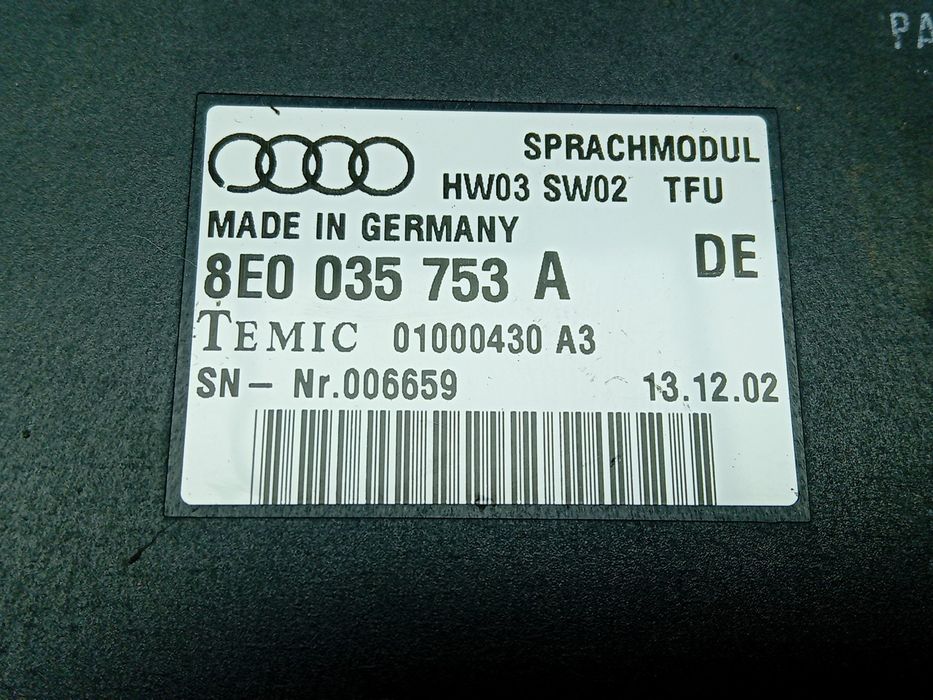 PA
SPRACHMODUL
HW03 SW02 TFU
MADE IN GERMANY
DE
8E0 035 753 A
TEMIC 01000430 A3
SN- Nr.006659 13.12.02